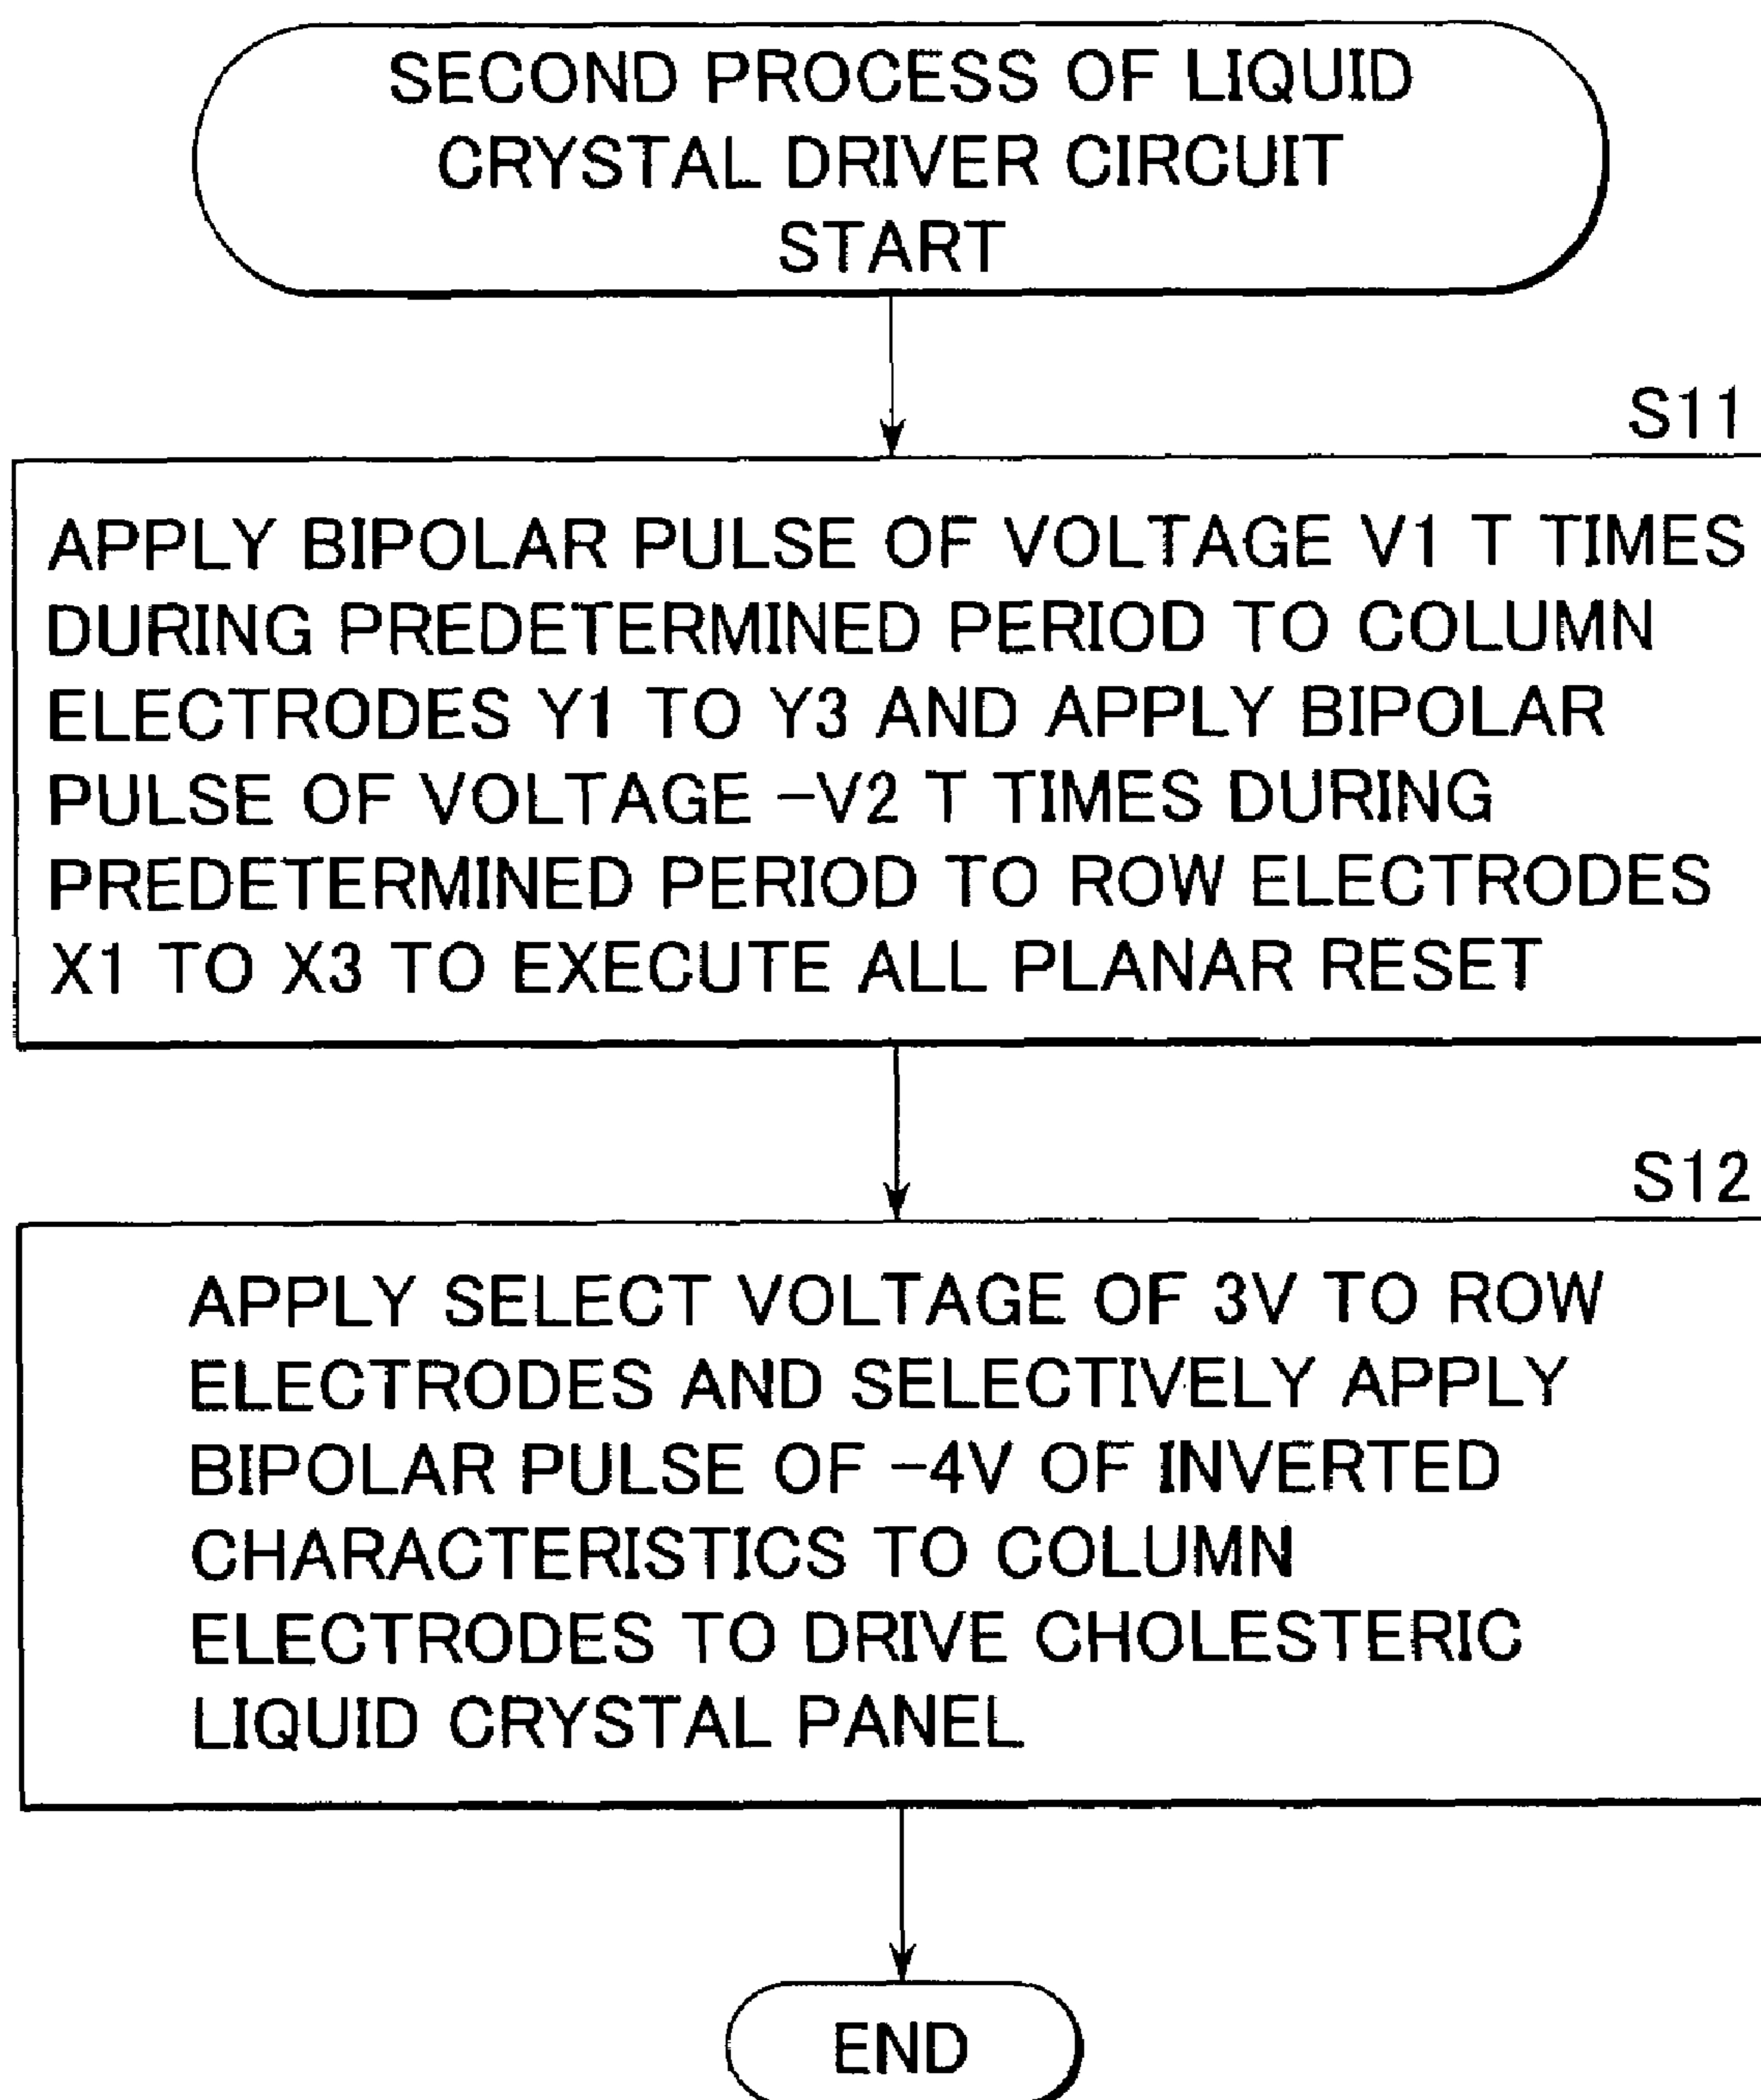 SECOND PROCESS OF LIQUID
CRYSTAL DRIVER CIRCUIT
START
S11
APPLY BIPOLAR PULSE OF VOLTAGE V1 T TIMES
DURING PREDETERMINED PERIOD TO COLUMN
ELECTRODES Y1 TO Y3 AND APPLY BIPOLAR
PULSE OF VOLTAGE -V2 T TIMES DURING
PREDETERMINED PERIOD TO ROW ELECTRODES
X1 TO X3 TO EXECUTE ALL PLANAR RESET
S12
APPLY SELECT VOLTAGE OF 3V TO ROW
ELECTRODES AND SELECTIVELY APPLY
BIPOLAR PULSE OF -4V OF INVERTED
CHARACTERISTICS TO COLUMN
ELECTRODES TO DRIVE CHOLESTERIC
LIQUID CRYSTAL PANEL
END